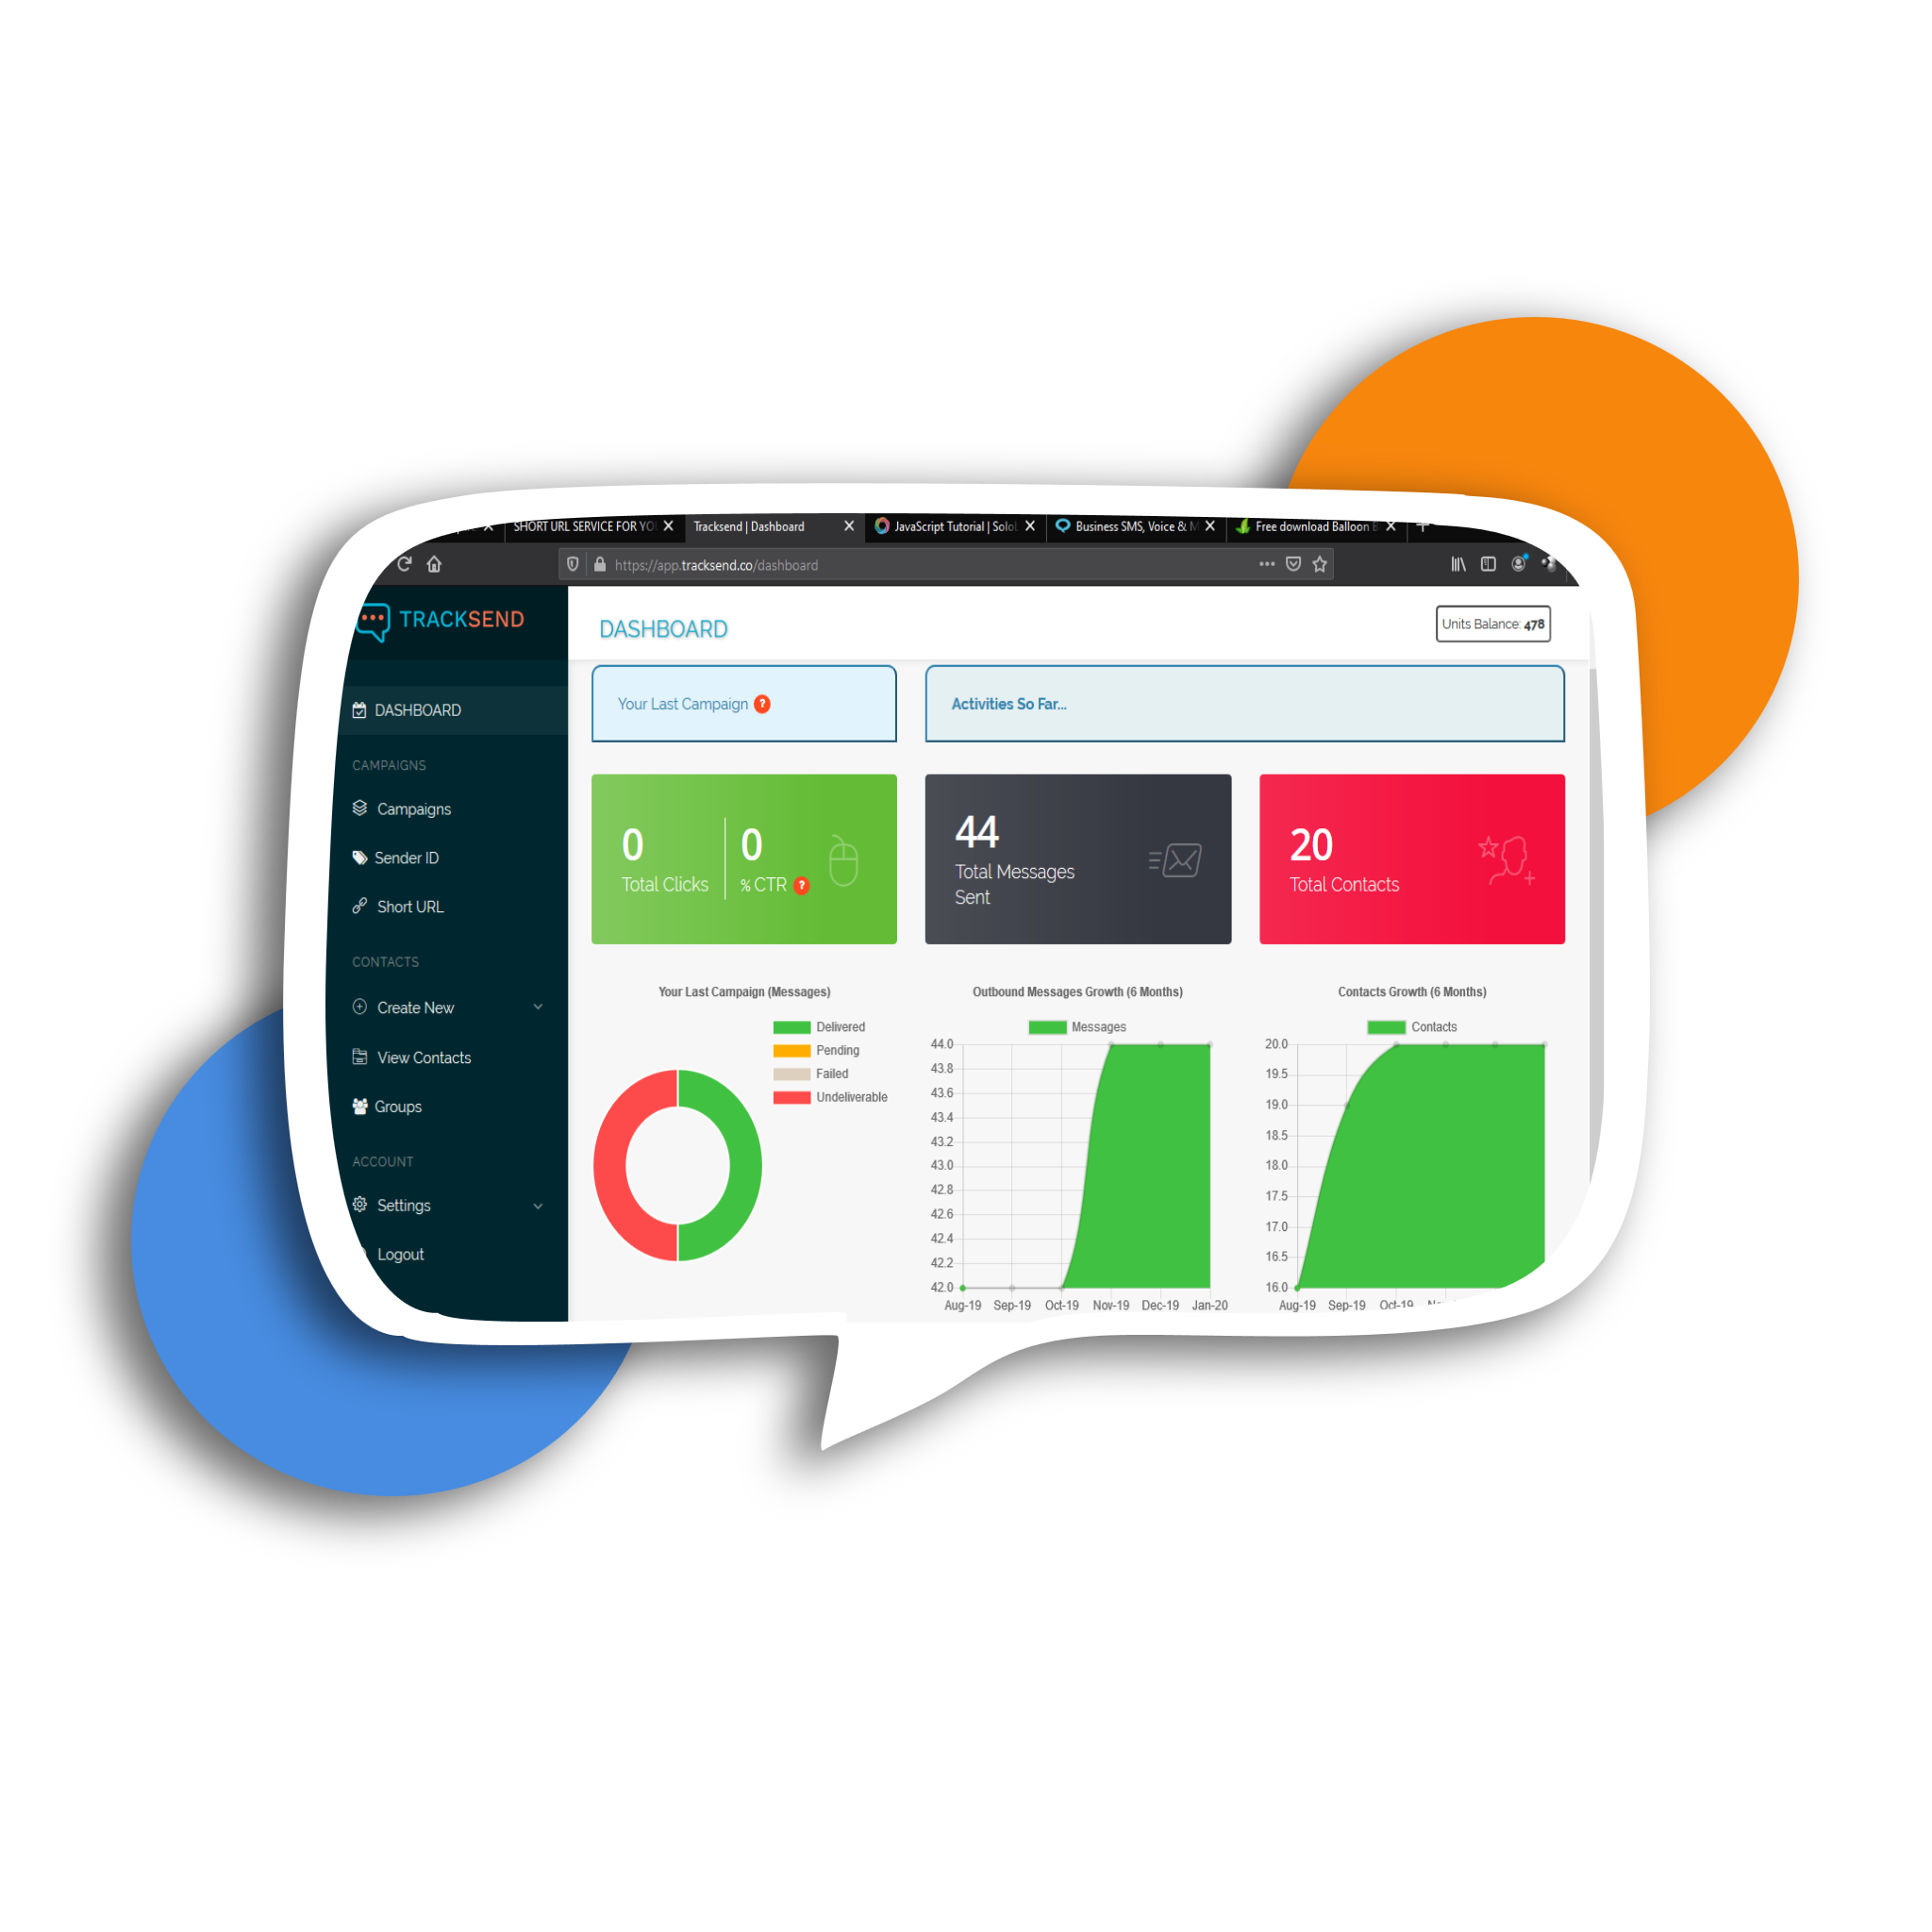 SHORT URL SERVICE FOR YO
Tracksend | Dashboard
JavaScript Tutorial | Solol
Business SMS, Voice & M
Free download Balloon B
https://app.tracksend.co/dashboard
TRACKSEND
DASHBOARD
Units Balance: 478
DASHBOARD
CAMPAIGNS
Campaigns
Sender ID
Short URL
CONTACTS
Create New
View Contacts
Groups
ACCOUNT
Settings
Logout
Your Last Campaign ?
Activities So Far...
0
Total Clicks
0
% CTR ?
44
Total Messages
Sent
20
Total Contacts
Your Last Campaign (Messages)
Delivered
Pending
Failed
Undeliverable
Outbound Messages Growth (6 Months)
Messages
44.0
43.8
43.6
43.4
43.2
43.0
42.8
42.6
42.4
42.2
42.0
Aug-19 Sep-19 Oct-19 Nov-19 Dec-19 Jan-20
Contacts Growth (6 Months)
Contacts
20.0
19.5
19.0
18.5
18.0
17.5
17.0
16.5
16.0
Aug-19 Sep-19 Oct-19